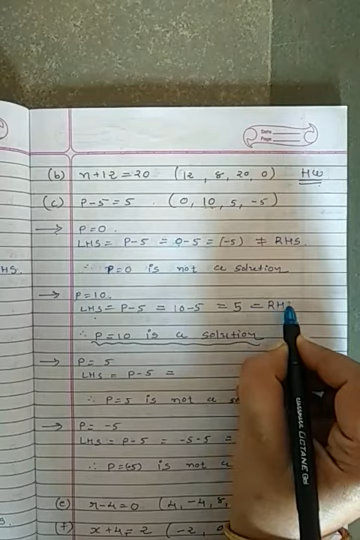 Date
Page
(b) n+12=20 (12, 8, 20, 0) HW
(c) P-5=5 (0, 10, 5, -5)
→ P=0.
LHS = P-5 = 0-5 = (-5) ≠ RHS.
HS.
∴ P=0 is not a solution
→ P=10.
LHS = P-5 = 10-5 = 5 = RH
∴ P=10 is a solution
→ P=5
LHS = P-5 =
∴ P=5 is not a s
→ P=-5
LHS = P-5 = -5-5 =
∴ P=(-5) is not a
(e) r-4=0 (4, -4, 8,
(f) x+4=2 (-2, 0
OCTANE